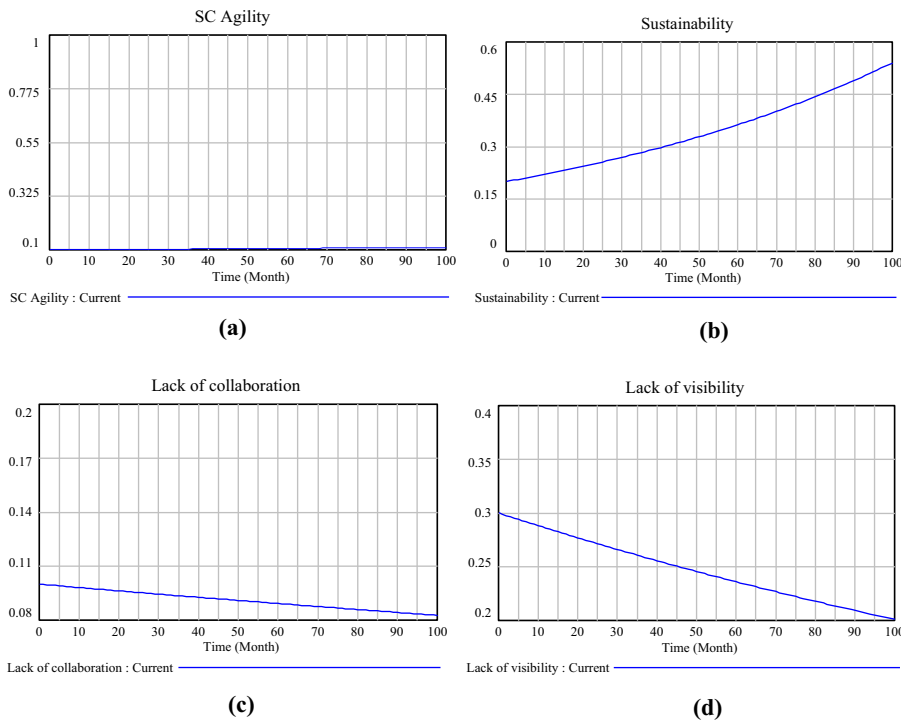 SC Agility
1
0.775
0.55
0.325
0.1
0 10 20 30 40 50 60 70 80 90 100
Time (Month)
SC Agility : Current
(a)
Sustainability
0.6
0.45
0.3
0.15
0
0 10 20 30 40 50 60 70 80 90 100
Time (Month)
Sustainability : Current
(b)
Lack of collaboration
0.2
0.17
0.14
0.11
0.08
0 10 20 30 40 50 60 70 80 90 100
Time (Month)
Lack of collaboration : Current
(c)
Lack of visibility
0.4
0.35
0.3
0.25
0.2
0 10 20 30 40 50 60 70 80 90 100
Time (Month)
Lack of visibility : Current
(d)